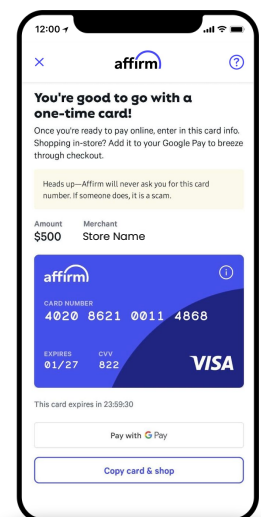 12:00
affirm
?
You're good to go with a
one-time card!
Once you're ready to pay online, enter in this card info.
Shopping in-store? Add it to your Google Pay to breeze
through checkout.
Heads up—Affirm will never ask you for this card
number. If someone does, it is a scam.
Amount Merchant
$500 Store Name
affirm
CARD NUMBER
4020 8621 0011 4868
EXPIRES CVV
01/27 822
VISA
This card expires in 23:59:30
Pay with G Pay
Copy card & shop